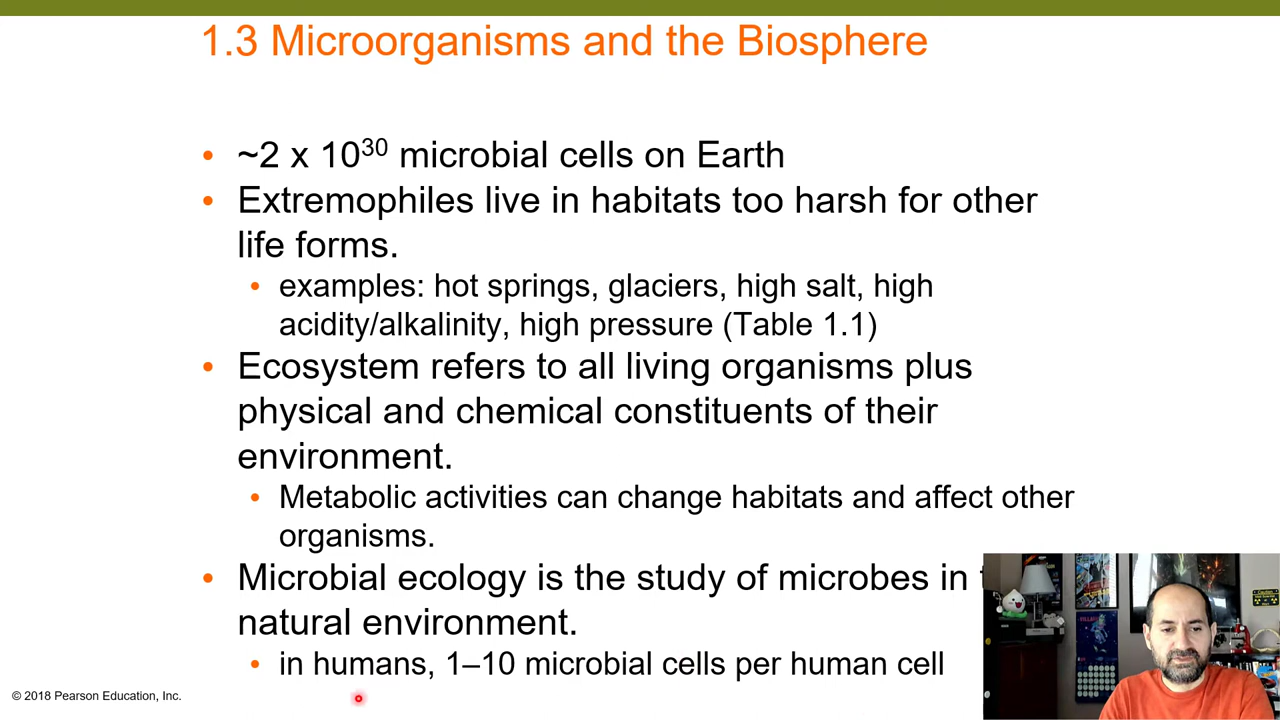 1.3 Microorganisms and the Biosphere
• ~2 x 10³⁰ microbial cells on Earth
• Extremophiles live in habitats too harsh for other
life forms.
• examples: hot springs, glaciers, high salt, high
acidity/alkalinity, high pressure (Table 1.1)
• Ecosystem refers to all living organisms plus
physical and chemical constituents of their
environment.
• Metabolic activities can change habitats and affect other
organisms.
• Microbial ecology is the study of microbes in
natural environment.
• in humans, 1–10 microbial cells per human cell
© 2018 Pearson Education, Inc.